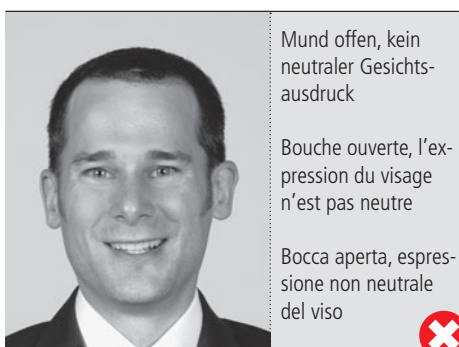 Mund offen, kein
neutraler Gesichts-
ausdruck
Bouche ouverte, l’ex-
pression du visage
n’est pas neutre
Bocca aperta, espres-
sione non neutrale
del viso